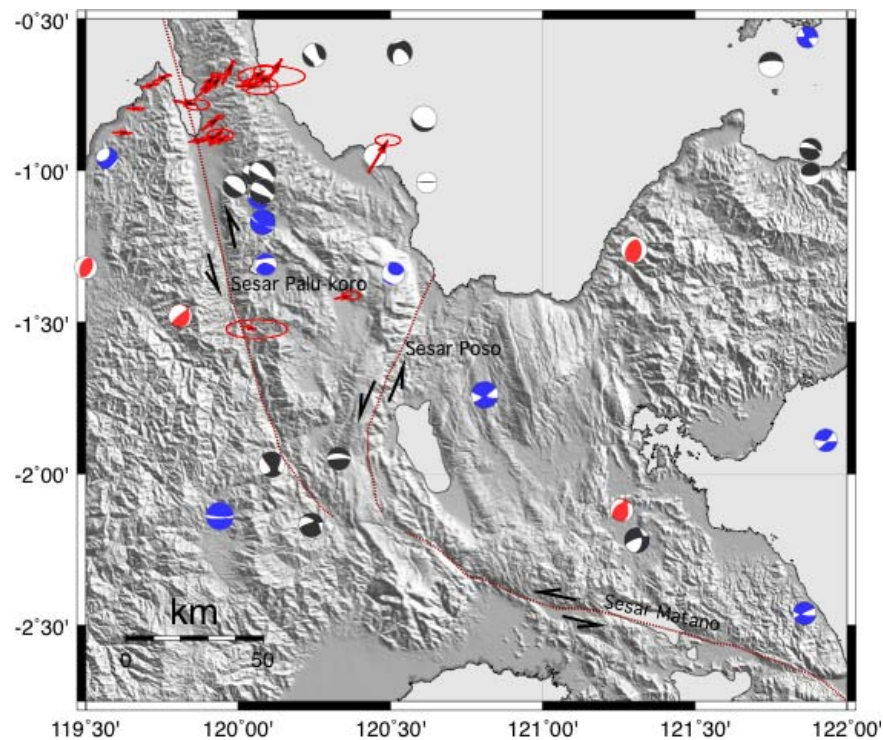 -0˚30'
-1˚00'
Sesar Palu koro
-1˚30'
Sesar Poso
-2˚00'
km
Sesar Matano
-2˚30'
0 50
119˚30' 120˚00' 120˚30' 121˚00' 121˚30' 122˚00'